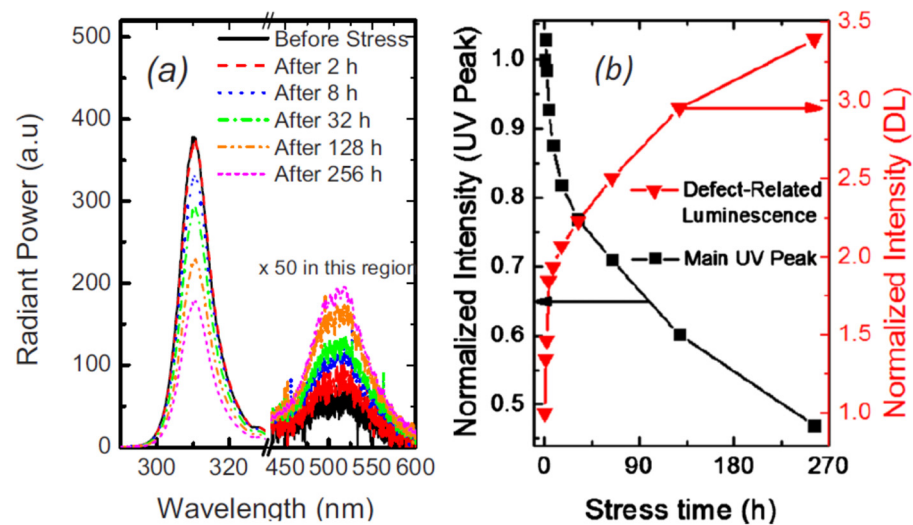 (a)
Before Stress
After 2 h
After 8 h
After 32 h
After 128 h
After 256 h
x 50 in this region
500
400
300
200
100
0
Radiant Power (a.u)
300 320 450 500 550 600
Wavelength (nm)
(b)
1.0
0.9
0.8
0.7
0.6
0.5
Normalized Intensity (UV Peak)
Defect-Related
Luminescence
Main UV Peak
3.5
3.0
2.5
2.0
1.5
1.0
Normalized Intensity (DL)
0 90 180 270
Stress time (h)